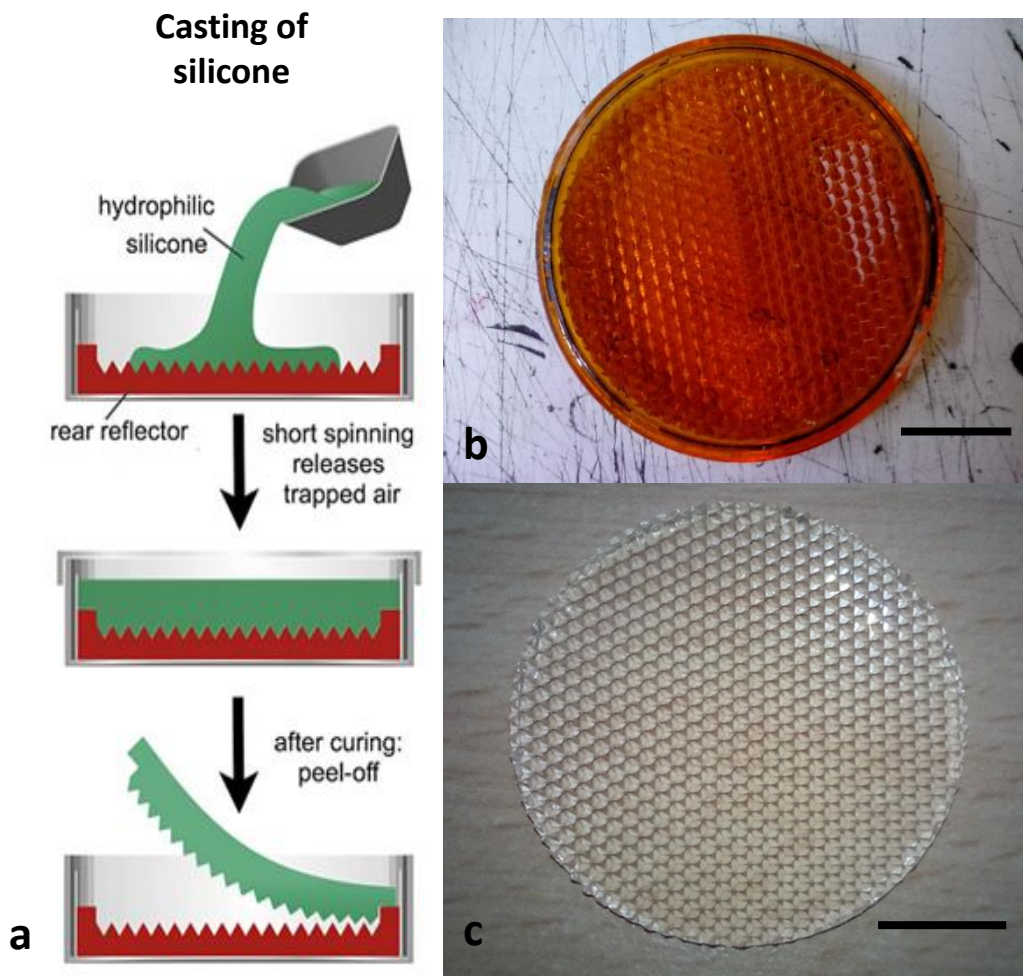 Casting of
silicone
hydrophilic
silicone
rear reflector
short spinning
releases
trapped air
after curing:
peel-off
a
b
c